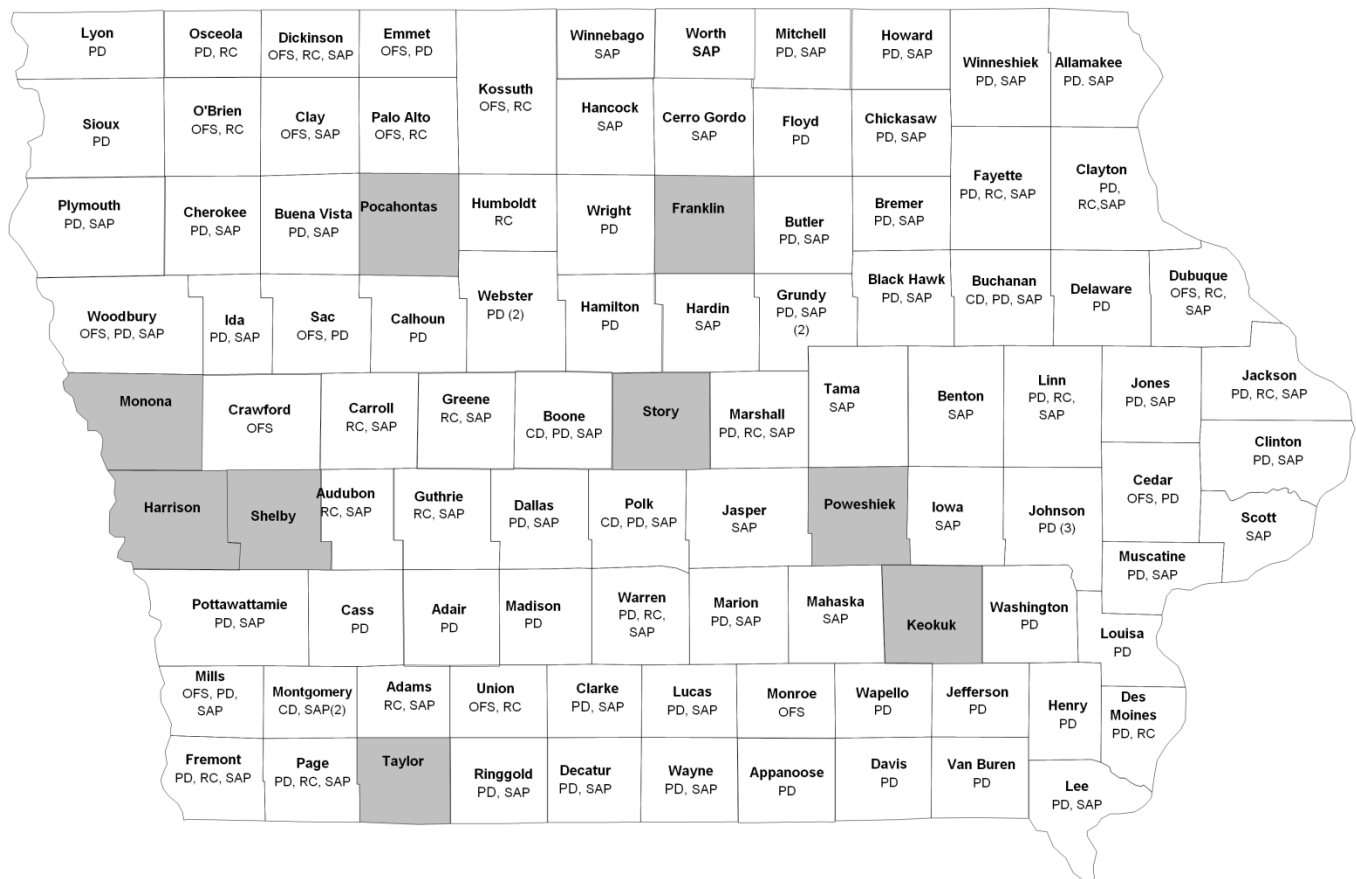 Lyon
PD
Osceola
PD, RC
Dickinson
OFS, RC, SAP
Emmet
OFS, PD
Kossuth
OFS, RC
Winnebago
SAP
Worth
SAP
Mitchell
PD, SAP
Howard
PD, SAP
Winneshiek
PD, SAP
Allamakee
PD. SAP
Sioux
PD
O'Brien
OFS, RC
Clay
OFS, SAP
Palo Alto
OFS, RC
Hancock
SAP
Cerro Gordo
SAP
Floyd
PD
Chickasaw
PD, SAP
Fayette
PD, RC, SAP
Clayton
PD,
RC,SAP
Plymouth
PD, SAP
Cherokee
PD, SAP
Buena Vista
PD, SAP
Pocahontas
Humboldt
RC
Wright
PD
Franklin
Butler
PD, SAP
Bremer
PD, SAP
Woodbury
OFS, PD, SAP
Ida
PD, SAP
Sac
OFS, PD
Calhoun
PD
Webster
PD (2)
Hamilton
PD
Hardin
SAP
Grundy
PD, SAP
(2)
Black Hawk
PD, SAP
Buchanan
CD, PD, SAP
Delaware
PD
Dubuque
OFS, RC,
SAP
Monona
Crawford
OFS
Carroll
RC, SAP
Greene
RC, SAP
Boone
CD, PD, SAP
Story
Marshall
PD, RC, SAP
Tama
SAP
Benton
SAP
Linn
PD, RC,
SAP
Jones
PD, SAP
Jackson
PD, RC, SAP
Clinton
PD, SAP
Harrison
Shelby
Audubon
RC, SAP
Guthrie
RC, SAP
Dallas
PD, SAP
Polk
CD, PD, SAP
Jasper
SAP
Poweshiek
Iowa
SAP
Johnson
PD (3)
Cedar
OFS, PD
Scott
SAP
Muscatine
PD, SAP
Pottawattamie
PD, SAP
Cass
PD
Adair
PD
Madison
PD
Warren
PD, RC,
SAP
Marion
PD, SAP
Mahaska
SAP
Keokuk
Washington
PD
Louisa
PD
Mills
OFS, PD,
SAP
Montgomery
CD, SAP(2)
Adams
RC, SAP
Union
OFS, RC
Clarke
PD, SAP
Lucas
PD, SAP
Monroe
OFS
Wapello
PD
Jefferson
PD
Henry
PD
Des
Moines
PD, RC
Fremont
PD, RC, SAP
Page
PD, RC, SAP
Taylor
Ringgold
PD, SAP
Decatur
PD, SAP
Wayne
PD, SAP
Appanoose
PD
Davis
PD
Van Buren
PD
Lee
PD, SAP